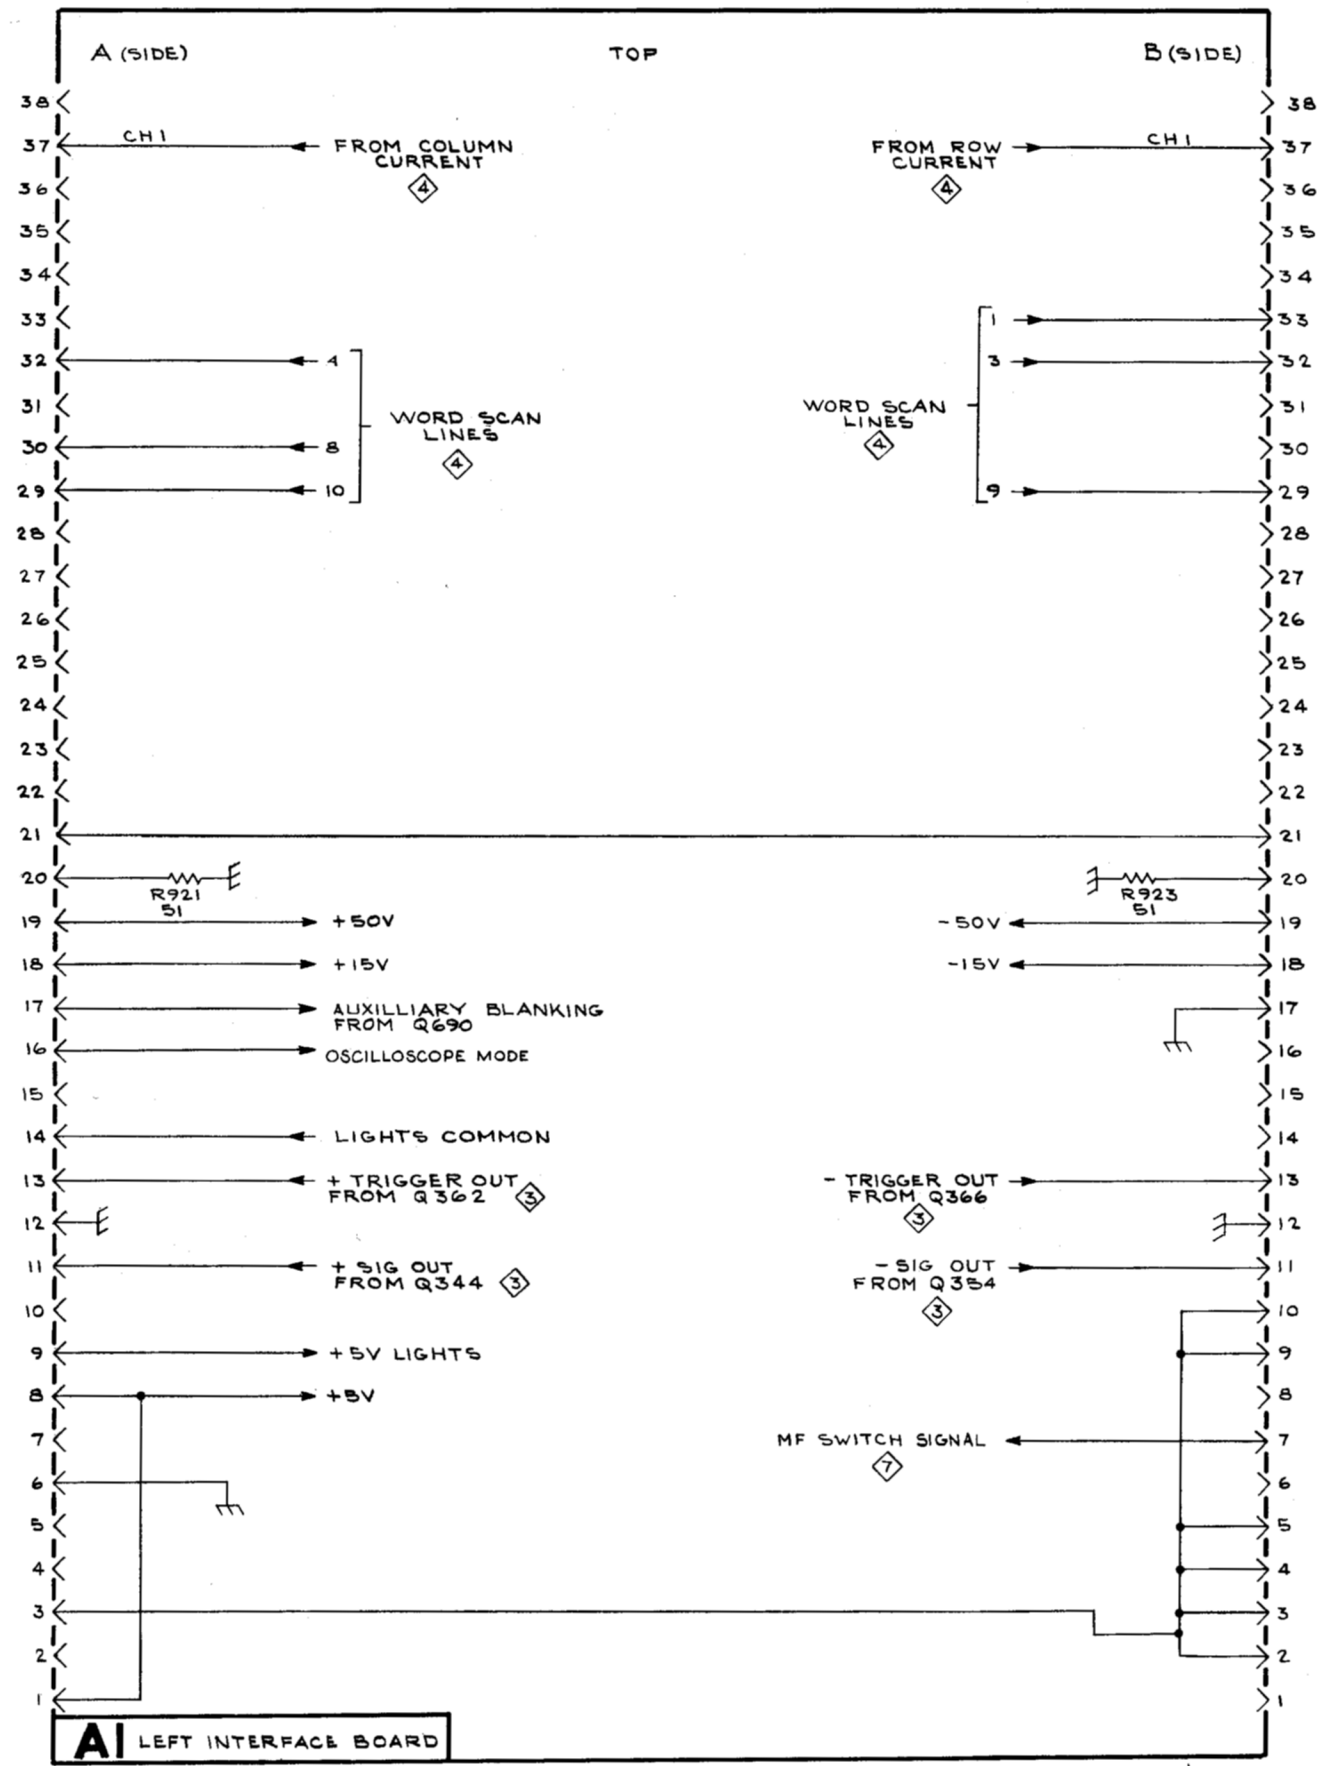 A (SIDE) TOP B (SIDE)
38 38
37 CH 1 FROM COLUMN CURRENT 4 FROM ROW CURRENT 4 CH 1 37
36 36
35 35
34 34
33 1 33
32 4 3 32
31 WORD SCAN LINES 4 WORD SCAN LINES 4 31
30 8 30
29 10 9 29
28 28
27 27
26 26
25 25
24 24
23 23
22 22
21 21
20 R921 51 R923 51 20
19 +50V -50V 19
18 +15V -15V 18
17 AUXILLIARY BLANKING FROM Q690 17
16 OSCILLOSCOPE MODE 16
15 15
14 LIGHTS COMMON 14
13 + TRIGGER OUT FROM Q362 3 - TRIGGER OUT FROM Q366 3 13
12 12
11 + SIG OUT FROM Q344 3 - SIG OUT FROM Q354 3 11
10 10
9 +5V LIGHTS 9
8 +5V 8
7 MF SWITCH SIGNAL 7 7
6 6
5 5
4 4
3 3
2 2
1 1
A1 LEFT INTERFACE BOARD